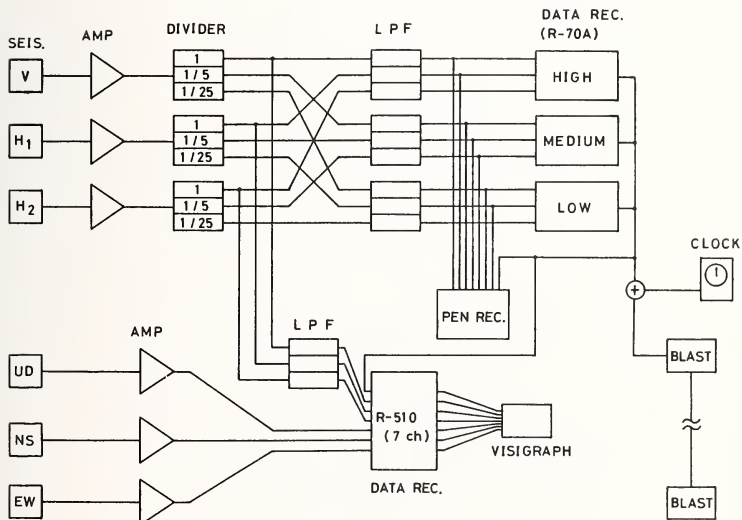 DIVIDER
L P F
DATA REC.
(R-70A)
AMP
SEIS.
V
H1
H2
1
1/5
1/25
1
1/5
1/25
1
1/5
1/25
HIGH
MEDIUM
LOW
CLOCK
+
PEN REC.
BLAST
BLAST
AMP
L P F
UD
NS
EW
R-510
(7 ch)
DATA REC.
VISIGRAPH